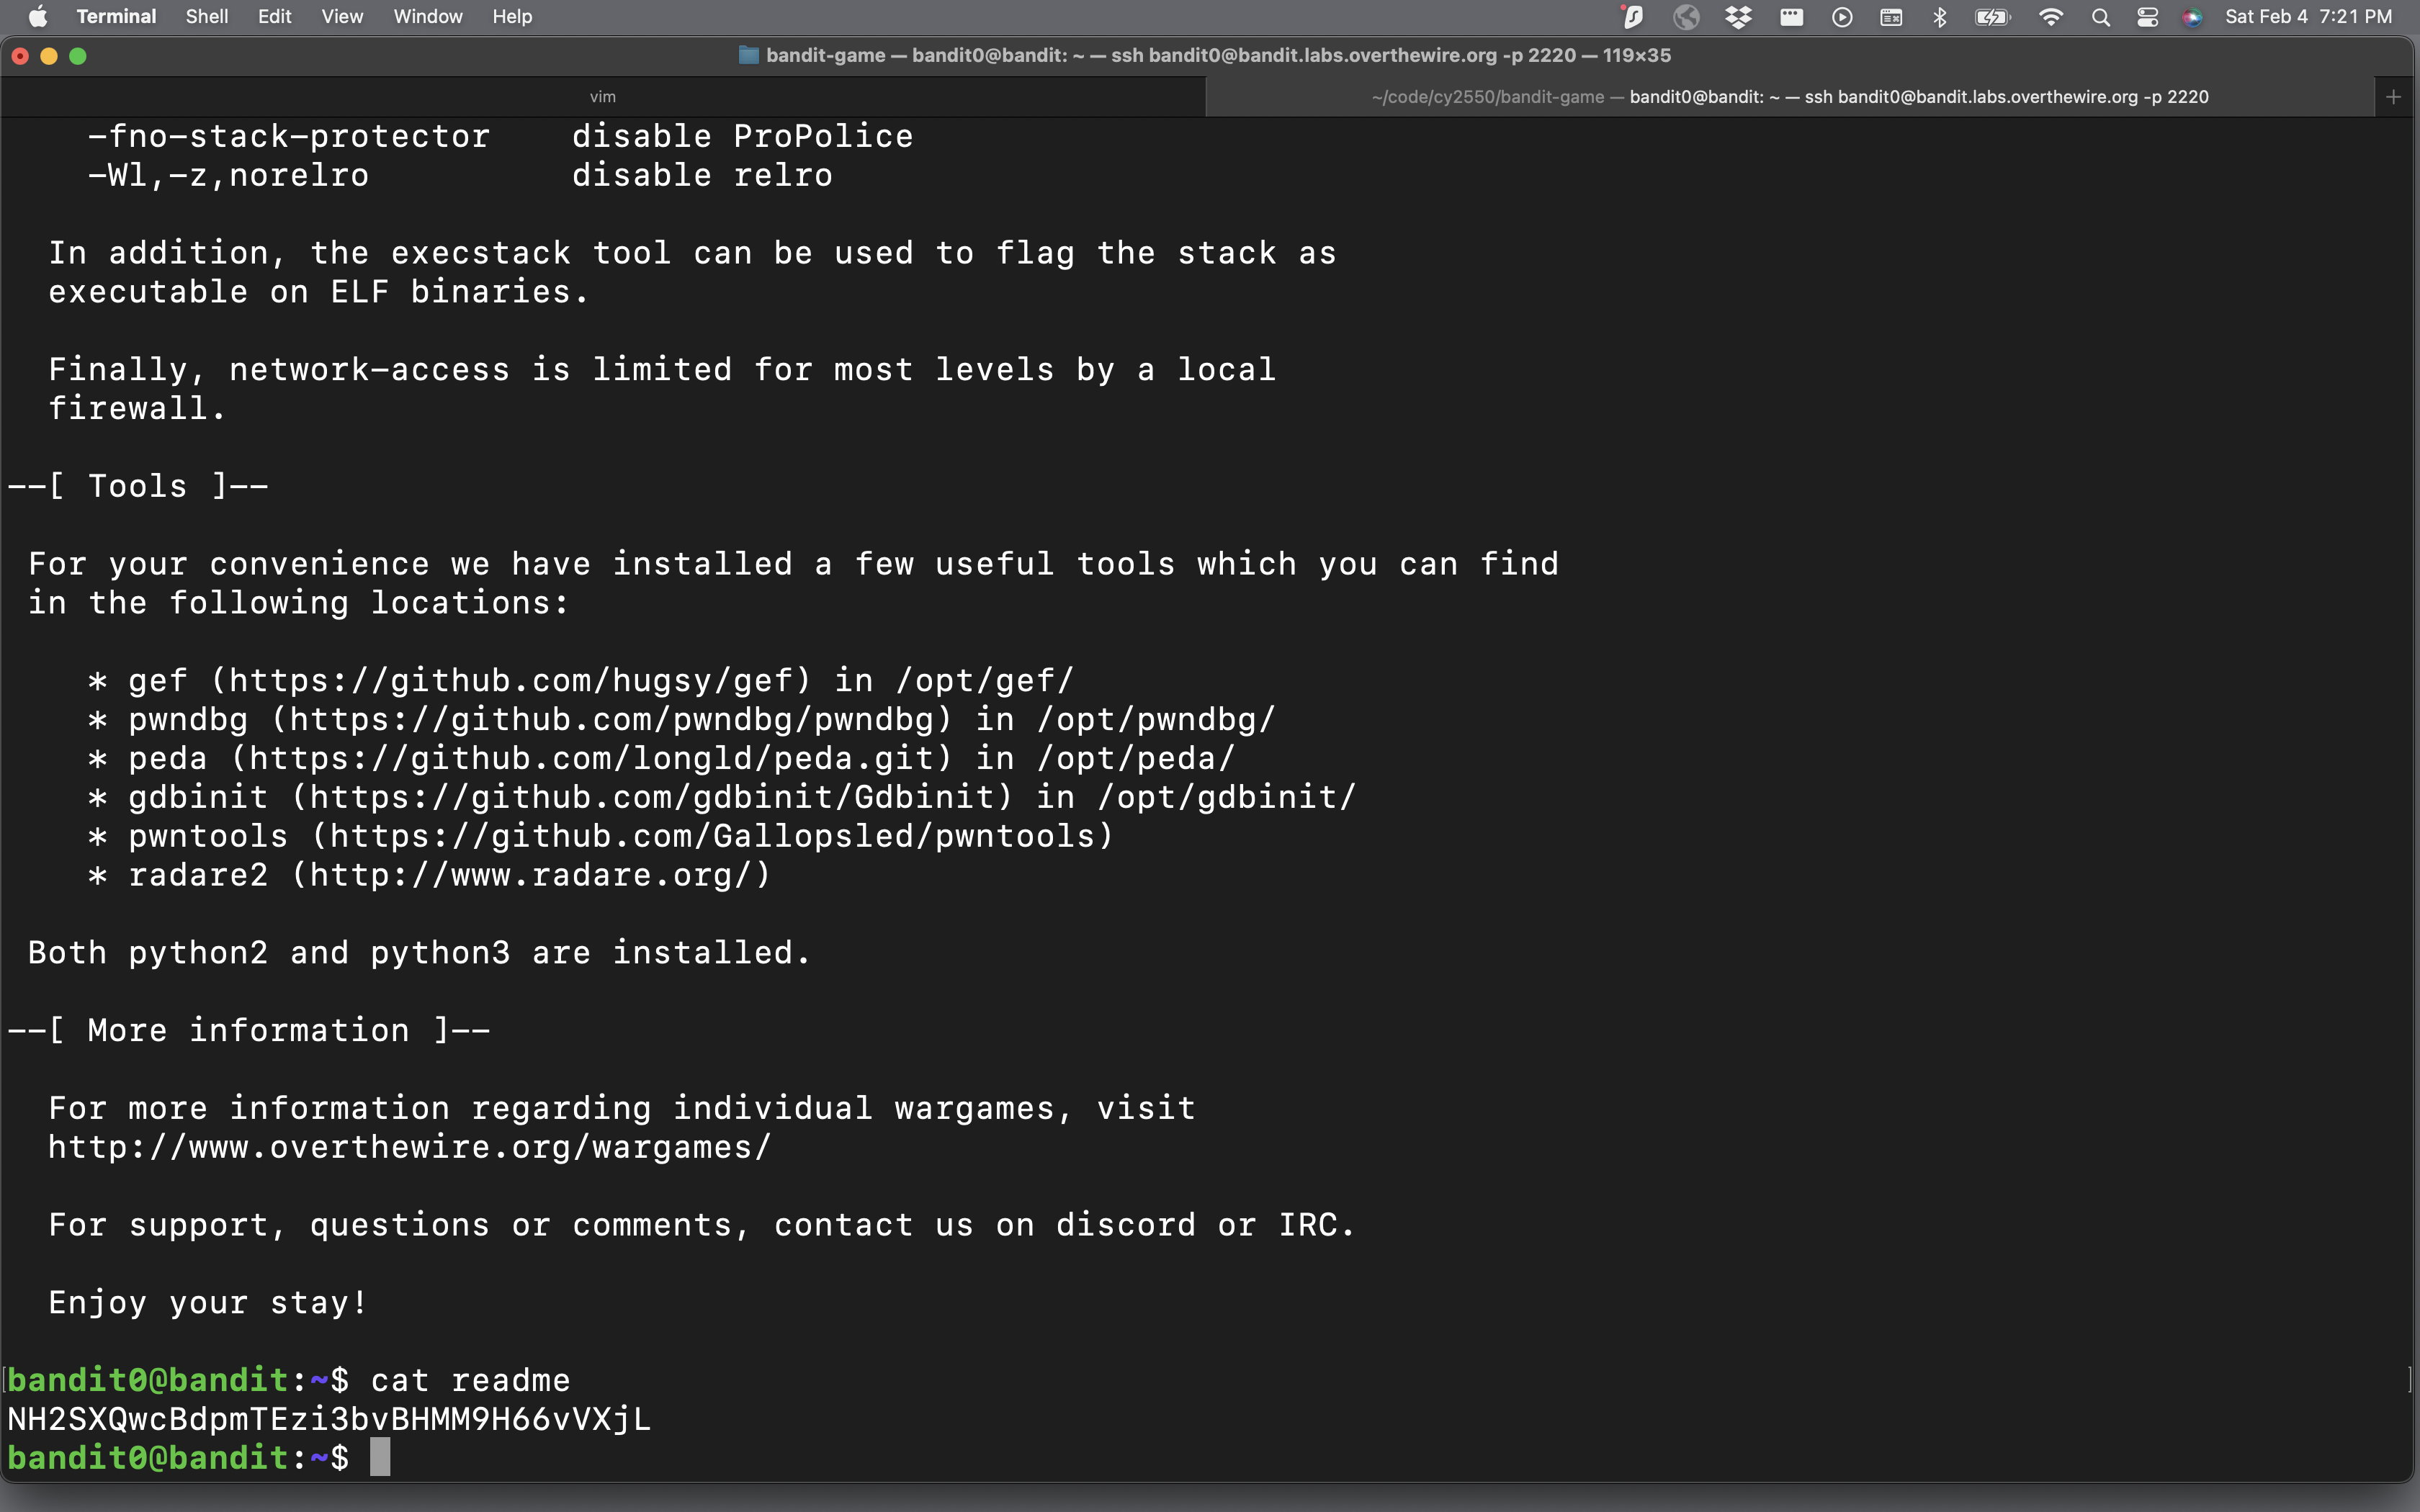 Terminal Shell Edit View Window Help Sat Feb 4 7:21 PM
bandit-game — bandit0@bandit: ~ — ssh bandit0@bandit.labs.overthewire.org -p 2220 — 119×35
vim ~/code/cy2550/bandit-game — bandit0@bandit: ~ — ssh bandit0@bandit.labs.overthewire.org -p 2220 +
-fno-stack-protector disable ProPolice
-Wl,-z,norelro disable relro
In addition, the execstack tool can be used to flag the stack as
executable on ELF binaries.
Finally, network-access is limited for most levels by a local
firewall.
--[ Tools ]--
For your convenience we have installed a few useful tools which you can find
in the following locations:
* gef (https://github.com/hugsy/gef) in /opt/gef/
* pwndbg (https://github.com/pwndbg/pwndbg) in /opt/pwndbg/
* peda (https://github.com/longld/peda.git) in /opt/peda/
* gdbinit (https://github.com/gdbinit/Gdbinit) in /opt/gdbinit/
* pwntools (https://github.com/Gallopsled/pwntools)
* radare2 (http://www.radare.org/)
Both python2 and python3 are installed.
--[ More information ]--
For more information regarding individual wargames, visit
http://www.overthewire.org/wargames/
For support, questions or comments, contact us on discord or IRC.
Enjoy your stay!
[bandit0@bandit:~$ cat readme ]
NH2SXQwcBdpmTEzi3bvBHMM9H66vVXjL
bandit0@bandit:~$